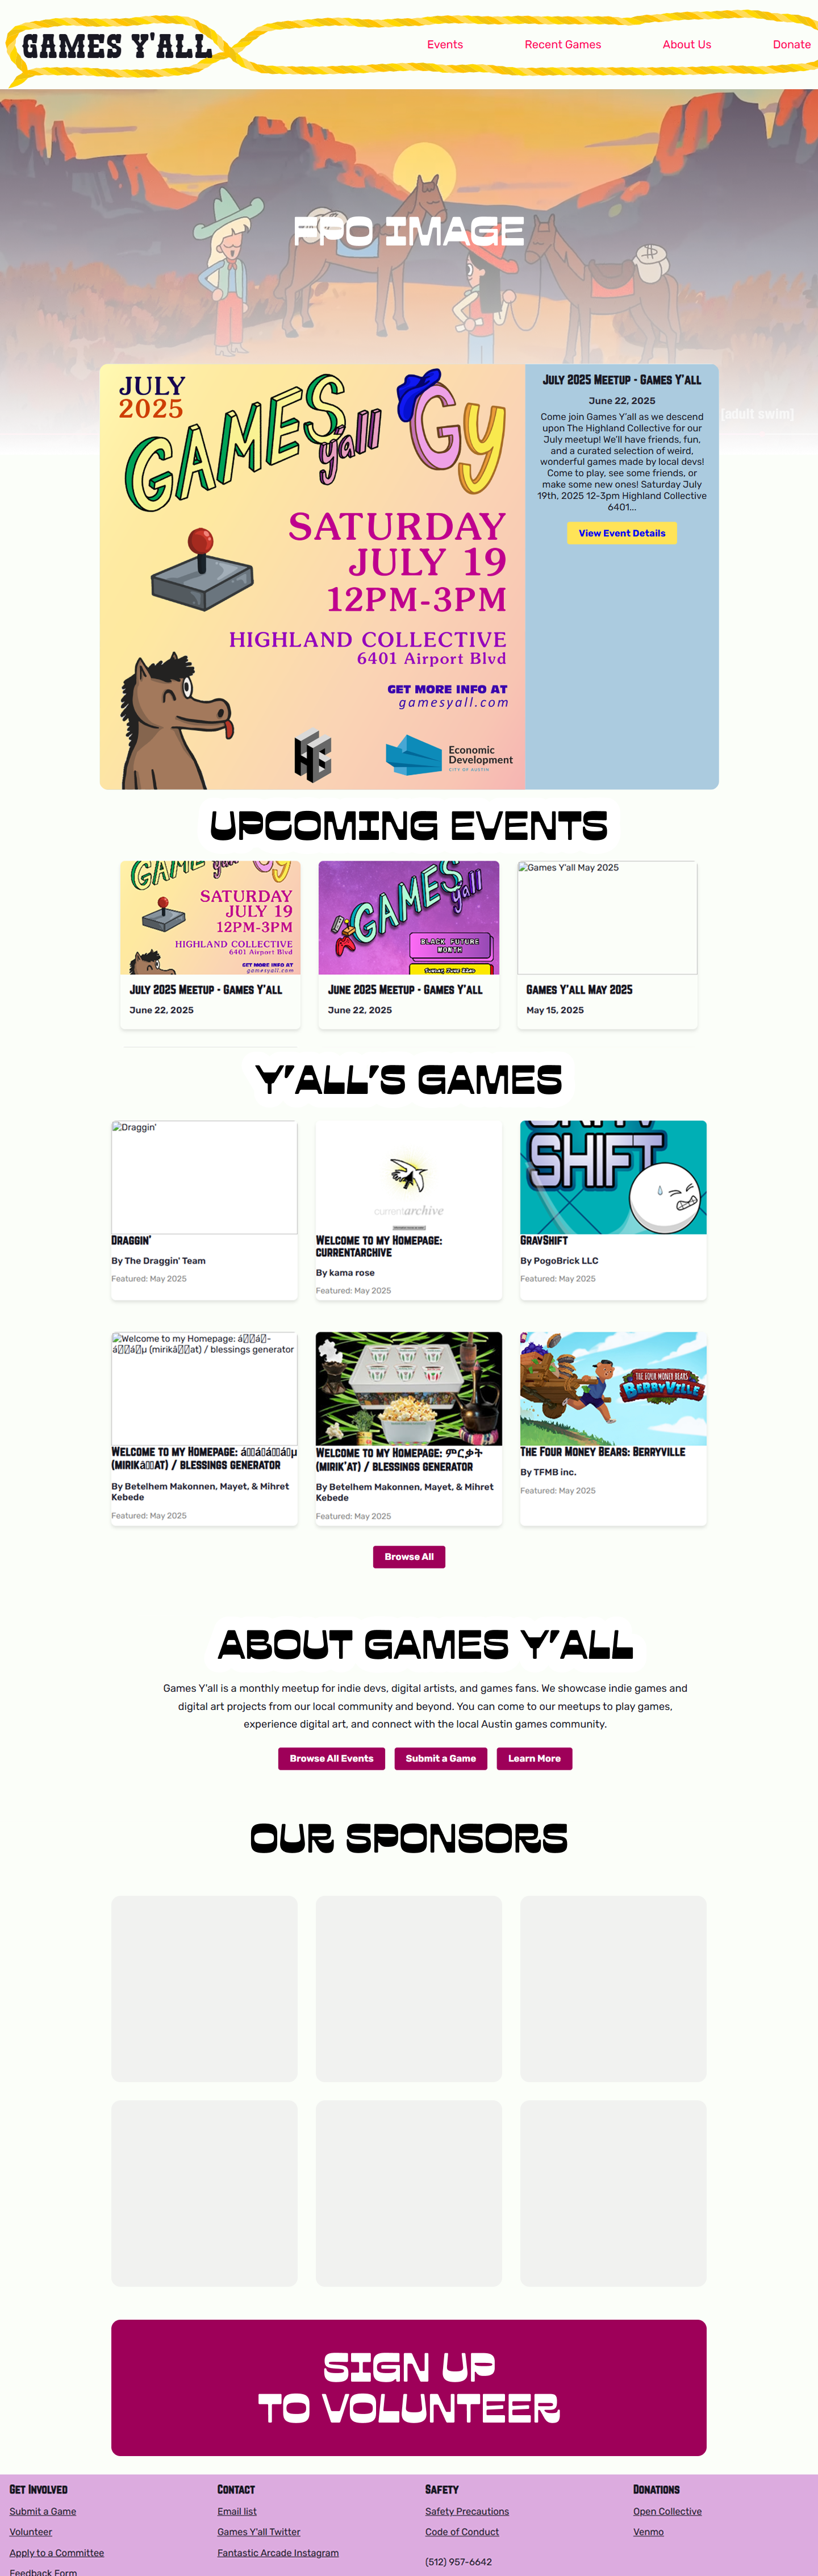 GAMES Y'ALL
Events
Recent Games
About Us
Donate
FPO IMAGE
[adult swim]
JULY
2025
GAMES
y'all
Gy
SATURDAY
JULY 19
12PM-3PM
HIGHLAND COLLECTIVE
6401 Airport Blvd
GET MORE INFO AT
gamesyall.com
Economic
Development
CITY OF AUSTIN
July 2025 Meetup - Games Y'all
June 22, 2025
Come join Games Y'all as we descend
upon The Highland Collective for our
July meetup! We'll have friends, fun,
and a curated selection of weird,
wonderful games made by local devs!
Come to play, see some friends, or
make some new ones! Saturday July
19th, 2025 12-3pm Highland Collective
6401...
View Event Details
UPCOMING EVENTS
GAMES
y'all
Gy
SATURDAY
JULY 19
12PM-3PM
HIGHLAND COLLECTIVE
6401 Airport Blvd
GET MORE INFO AT
gamesyall.com
July 2025 Meetup - Games Y'all
June 22, 2025
GAMES
y'all
BLACK FUTURE
MONTH
SUNDAY, JUNE 22ND
June 2025 Meetup - Games Y'all
June 22, 2025
Games Y'all May 2025
Games Y'all May 2025
May 15, 2025
Y'ALL'S GAMES
Draggin'
Draggin'
By The Draggin' Team
Featured: May 2025
currentarchive
Welcome to my Homepage:
currentarchive
By kama rose
Featured: May 2025
SHIFT
GravShift
By PogoBrick LLC
Featured: May 2025
Welcome to my Homepage:
(mirikâat) / blessings generator
Welcome to my Homepage:
/ blessings generator
By Betelhem Makonnen, Mayet, & Mihret
Kebede
Featured: May 2025
Welcome to my Homepage: ምርቃት
(mirik'at) / blessings generator
By Betelhem Makonnen, Mayet, & Mihret
Kebede
Featured: May 2025
THE FOUR MONEY BEARS
BERRYVILLE
The Four Money Bears: Berryville
By TFMB inc.
Featured: May 2025
Browse All
ABOUT GAMES Y'ALL
Games Y'all is a monthly meetup for indie devs, digital artists, and games fans. We showcase indie games and
digital art projects from our local community and beyond. You can come to our meetups to play games,
experience digital art, and connect with the local Austin games community.
Browse All Events
Submit a Game
Learn More
OUR SPONSORS
SIGN UP
TO VOLUNTEER
Get Involved
Submit a Game
Volunteer
Apply to a Committee
Feedback Form
Contact
Email list
Games Y'all Twitter
Fantastic Arcade Instagram
Safety
Safety Precautions
Code of Conduct
(512) 957-6642
Donations
Open Collective
Venmo